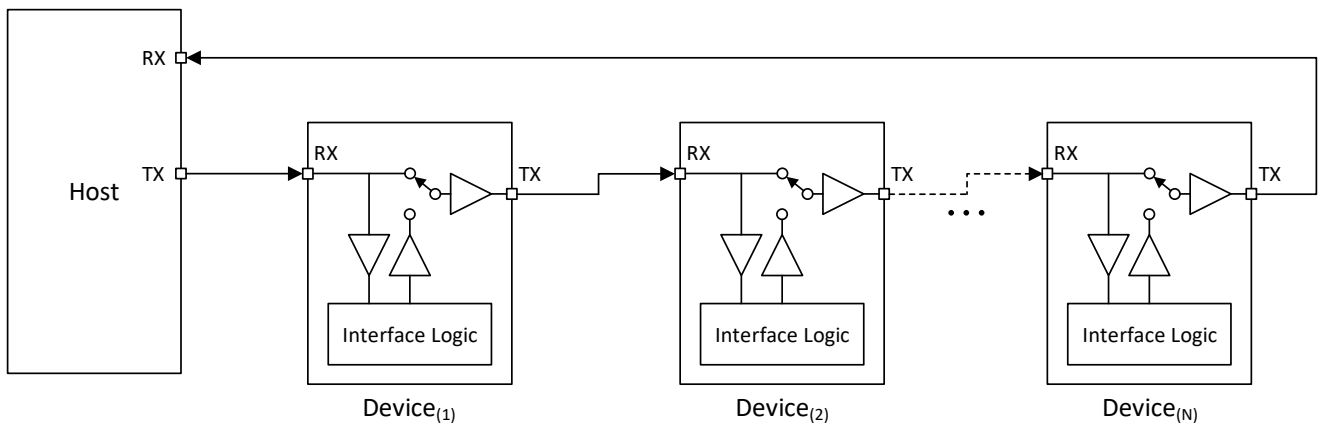 RX
TX
Host
RX
TX
Interface Logic
Device(1)
RX
TX
Interface Logic
Device(2)
...
RX
TX
Interface Logic
Device(N)